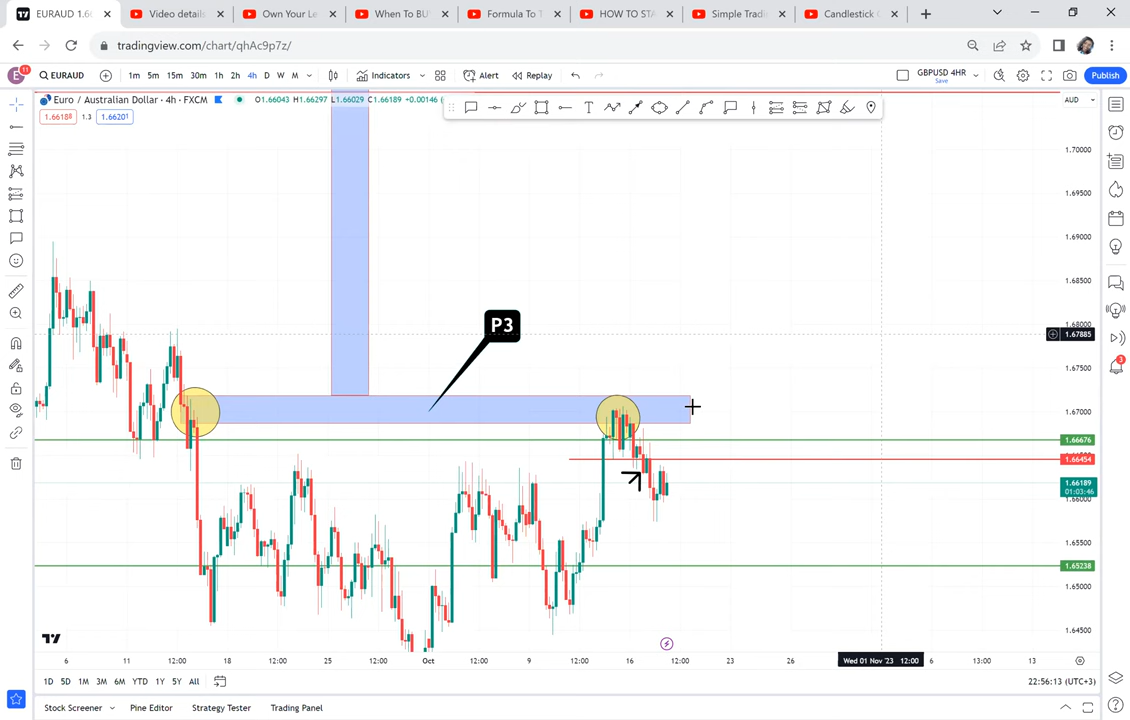 EURAUD 1.66
Video details
Own Your Le
When To BU
Formula To T
HOW TO STA
Simple Tradi
Candlestick C
tradingview.com/chart/qhAc9p7z/
E
11
EURAUD
1m 5m 15m 30m 1h 2h 4h D W M
Indicators
Alert
Replay
GBPUSD 4HR
Save
Publish
Euro / Australian Dollar · 4h · FXCM
O1.66043 H1.66297 L1.66029 C1.66189 +0.00146
AUD
1.66188
1.3
1.66201
1.70000
1.69500
1.69000
1.68500
1.68000
1.67885
1.67500
1.67000
1.66676
1.66454
1.66189
01:03:46
1.66000
1.65500
1.65238
1.65000
1.64500
P3
3
6 11 12:00 18 12:00 25 12:00 Oct 12:00 9 12:00 16 12:00 23 26 Wed 01 Nov '23 12:00 6 13:00 13
1D 5D 1M 3M 6M YTD 1Y 5Y All
22:56:13 (UTC+3)
Stock Screener
Pine Editor
Strategy Tester
Trading Panel